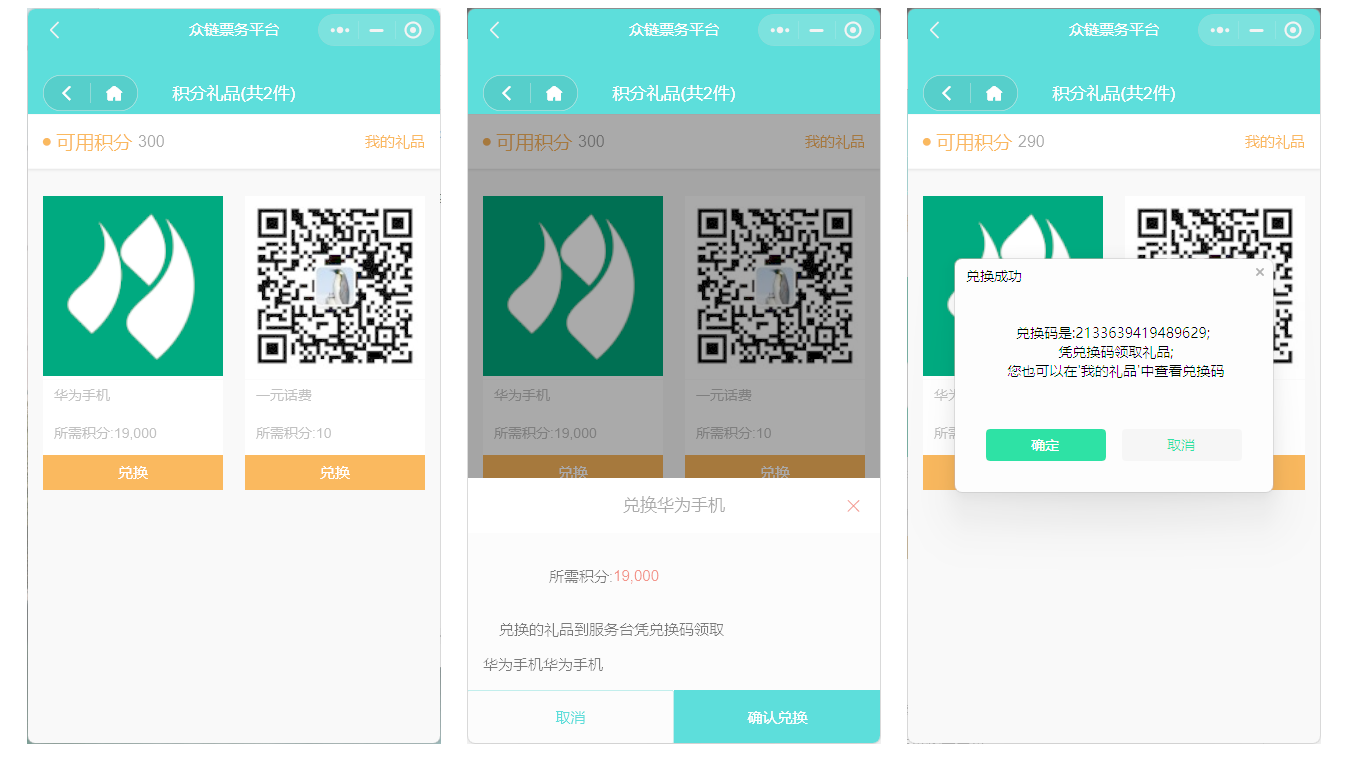 众链票务平台
积分礼品(共2件)
可用积分 300
我的礼品
华为手机
所需积分:19,000
兑换
一元话费
所需积分:10
兑换
众链票务平台
积分礼品(共2件)
可用积分 300
我的礼品
华为手机
所需积分:19,000
兑换
一元话费
所需积分:10
兑换
兑换华为手机
所需积分:19,000
兑换的礼品到服务台凭兑换码领取
华为手机华为手机
取消
确认兑换
众链票务平台
积分礼品(共2件)
可用积分 290
我的礼品
兑换成功
兑换码是:2133639419489629;
凭兑换码领取礼品;
您也可以在'我的礼品'中查看兑换码
确定
取消